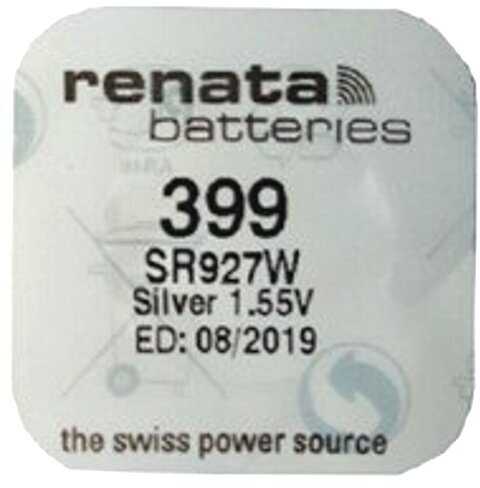 renata
batteries
399
SR927W
Silver 1.55V
ED: 08/2019
the swiss power source